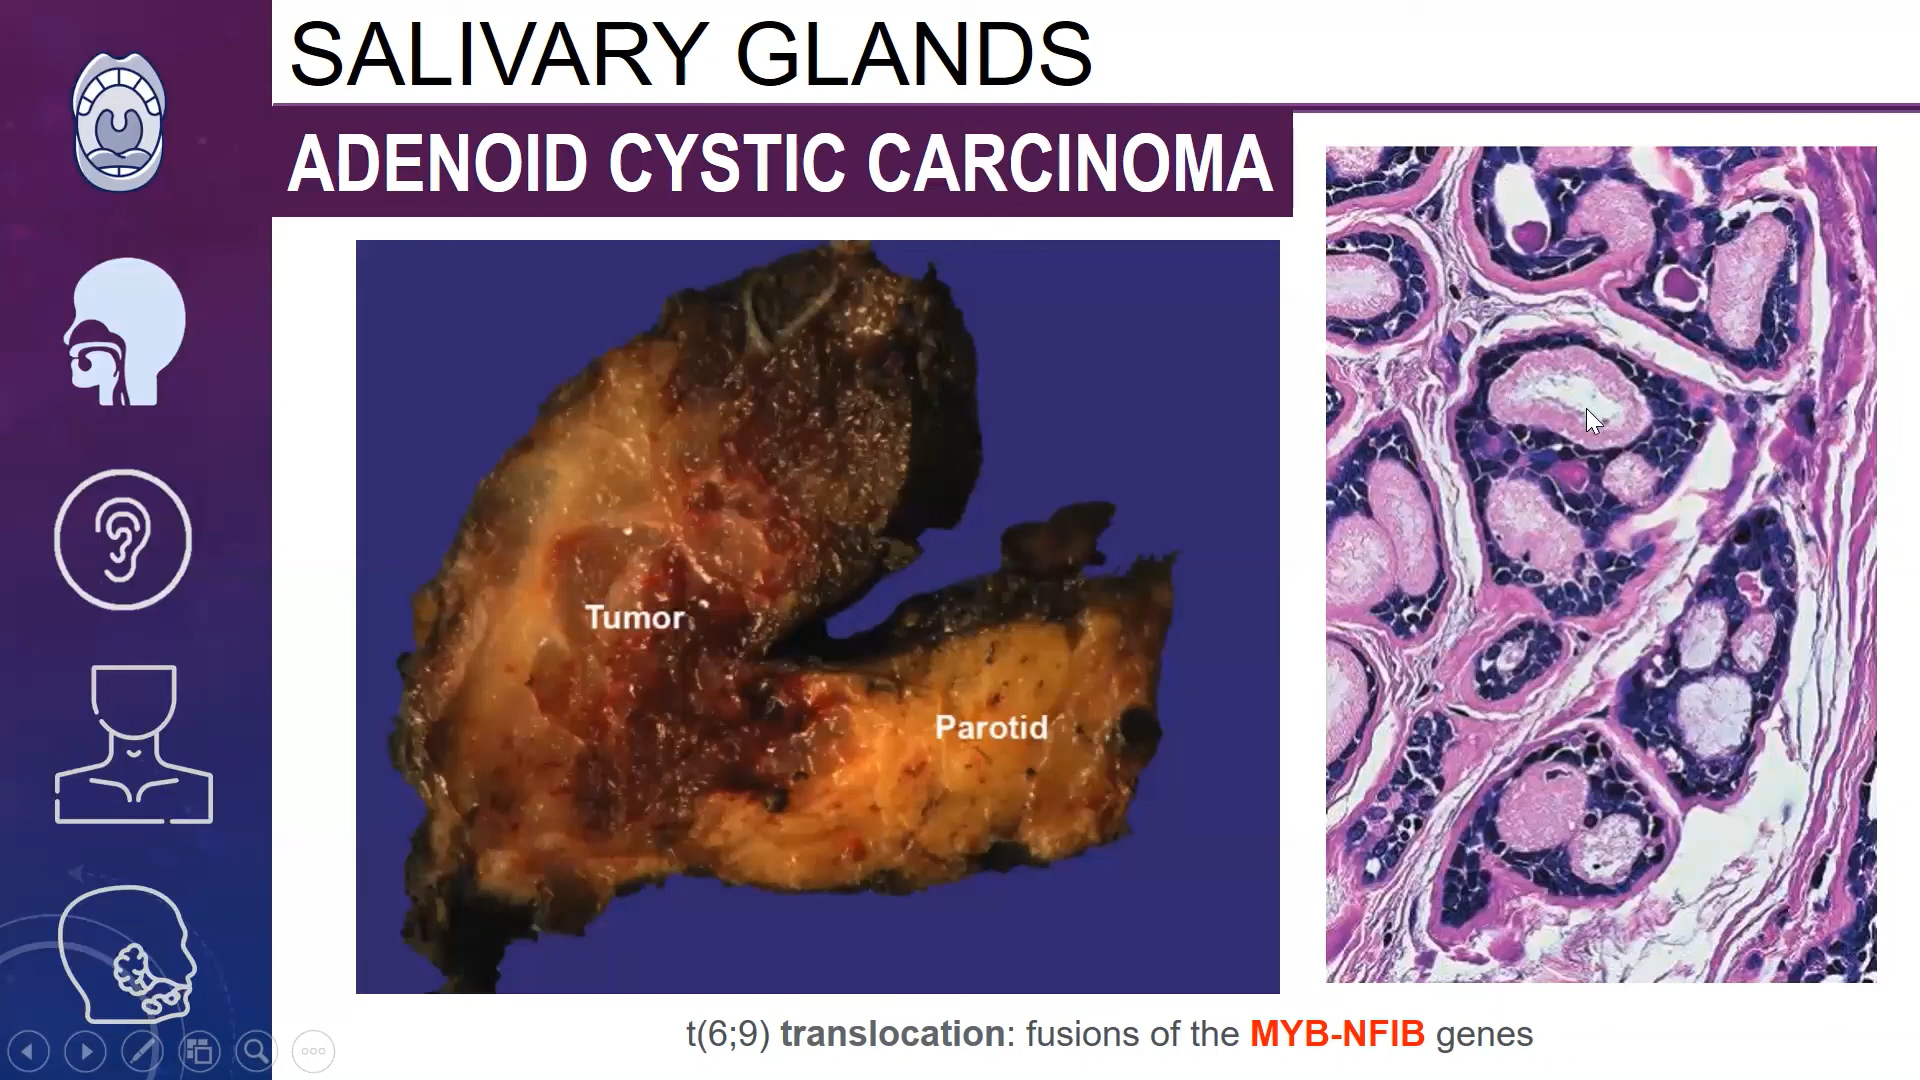 SALIVARY GLANDS
ADENOID CYSTIC CARCINOMA
Tumor
Parotid
t(6;9) translocation: fusions of the MYB-NFIB genes